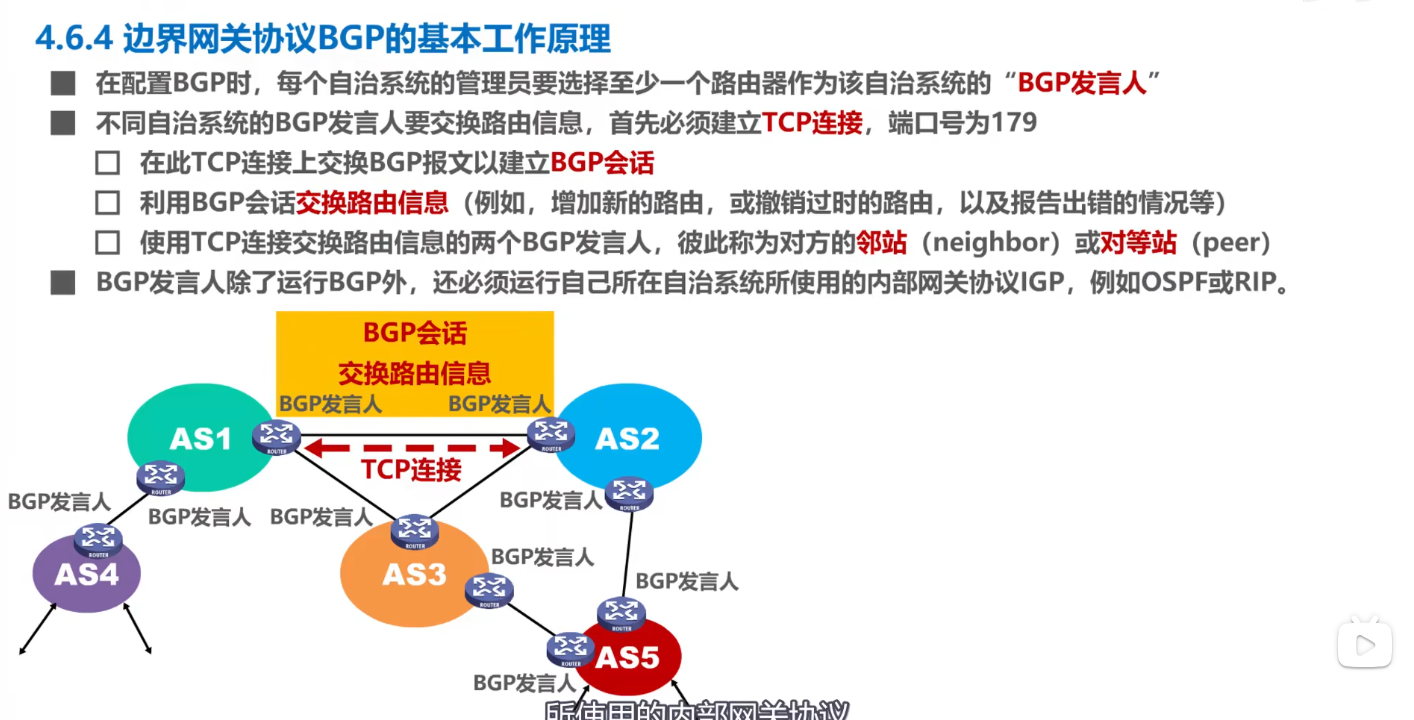 4.6.4 边界网关协议BGP的基本工作原理
在配置BGP时，每个自治系统的管理员要选择至少一个路由器作为该自治系统的“BGP发言人”
不同自治系统的BGP发言人要交换路由信息，首先必须建立TCP连接，端口号为179
在此TCP连接上交换BGP报文以建立BGP会话
利用BGP会话交换路由信息（例如，增加新的路由，或撤销过时的路由，以及报告出错的情况等）
使用TCP连接交换路由信息的两个BGP发言人，彼此称为对方的邻站（neighbor）或对等站（peer）
BGP发言人除了运行BGP外，还必须运行自己所在自治系统所使用的内部网关协议IGP，例如OSPF或RIP。
BGP会话
交换路由信息
BGP发言人 BGP发言人
AS1 ROUTER ROUTER AS2
TCP连接
ROUTER ROUTER
BGP发言人 BGP发言人
BGP发言人 BGP发言人
ROUTER ROUTER
BGP发言人
AS4 AS3
BGP发言人
ROUTER ROUTER
AS5
ROUTER
BGP发言人
所使用的内部网关协议